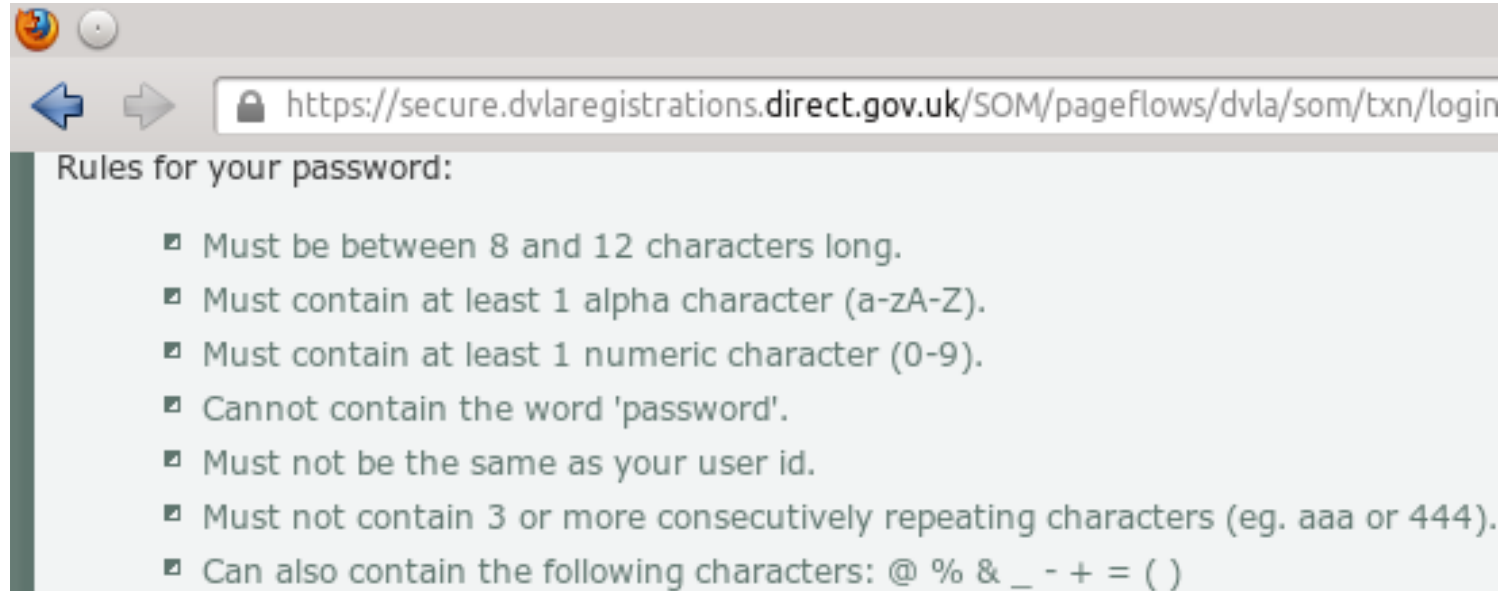 https://secure.dvlaregistrations.direct.gov.uk/SOM/pageflows/dvla/som/txn/login
Rules for your password:
Must be between 8 and 12 characters long.
Must contain at least 1 alpha character (a-zA-Z).
Must contain at least 1 numeric character (0-9).
Cannot contain the word 'password'.
Must not be the same as your user id.
Must not contain 3 or more consecutively repeating characters (eg. aaa or 444).
Can also contain the following characters: @ % & _ - + = ( )